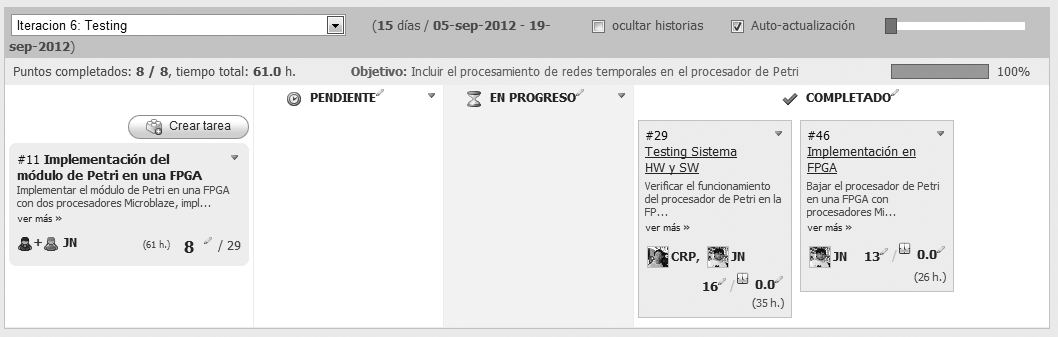 Iteracion 6: Testing
(15 días / 05-sep-2012 - 19-
sep-2012)
ocultar historias
Auto-actualización
Puntos completados: 8 / 8, tiempo total: 61.0 h.
Objetivo: Incluir el procesamiento de redes temporales en el procesador de Petri
100%
PENDIENTE
EN PROGRESO
COMPLETADO
Crear tarea
#11 Implementación del
módulo de Petri en una FPGA
Implementar el módulo de Petri en una FPGA
con dos procesadores Microblaze, impl...
ver más »
+ JN
(61 h.)
8 / 29
#29
Testing Sistema
HW y SW
Verificar el funcionamiento
del procesador de Petri en la
FP...
ver más »
CRP, JN
16 / 0.0
(35 h.)
#46
Implementación en
FPGA
Bajar el procesador de Petri
en una FPGA con
procesadores Mi...
ver más »
JN 13 / 0.0
(26 h.)